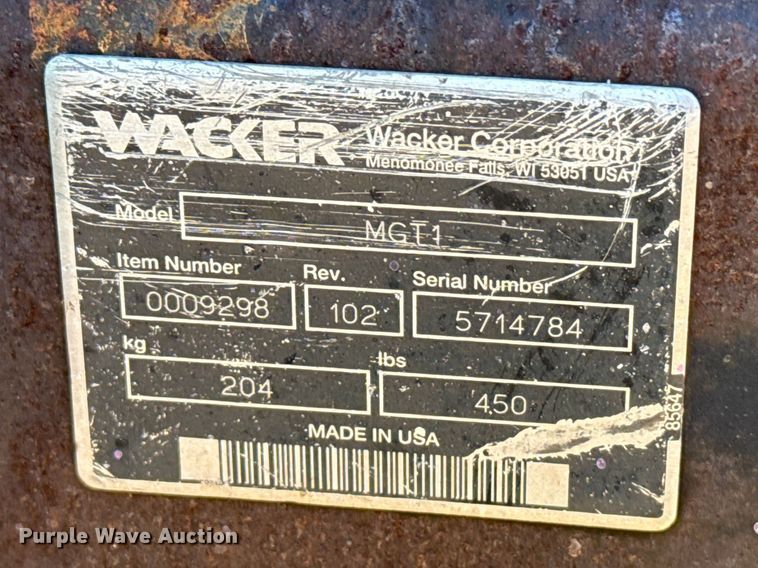 WACKER Wacker Corporation
Menomonee Falls, WI 53051 USA
Model MGT1
Item Number Rev. Serial Number
0009298 102 5714784
kg lbs
204 450
MADE IN USA
85647
Purple Wave Auction